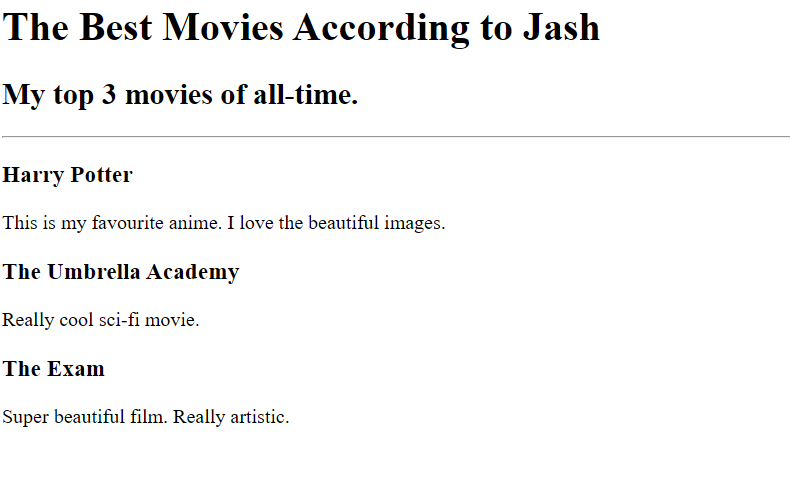 The Best Movies According to Jash
My top 3 movies of all-time.
Harry Potter
This is my favourite anime. I love the beautiful images.
The Umbrella Academy
Really cool sci-fi movie.
The Exam
Super beautiful film. Really artistic.